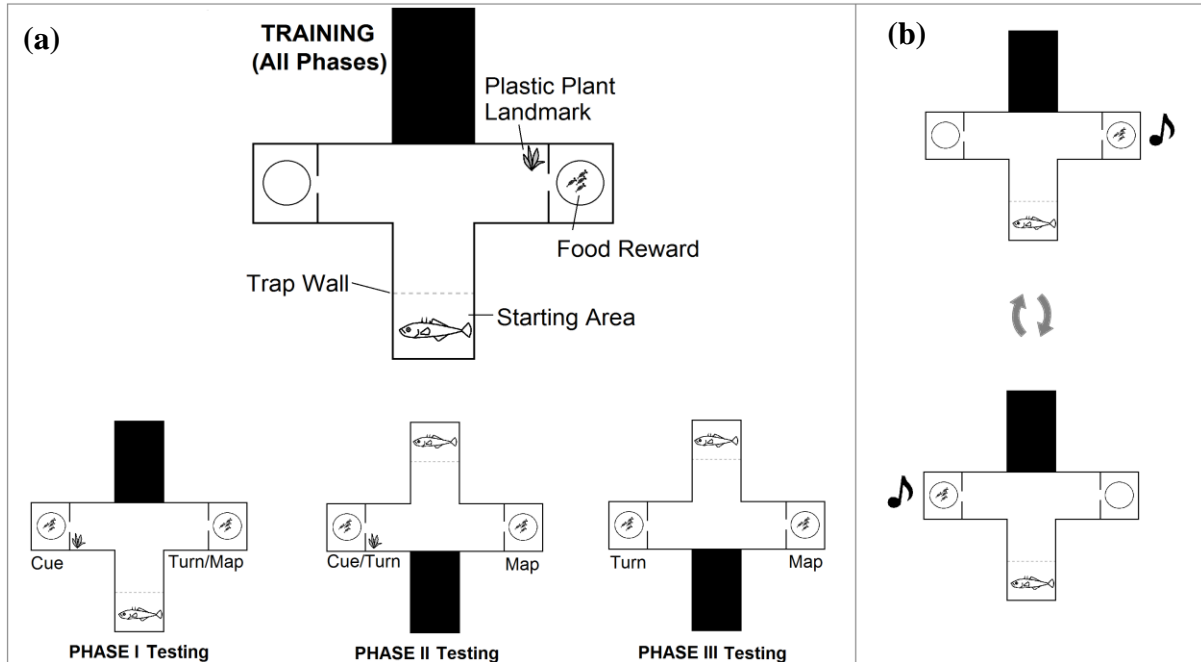 (a)
TRAINING
(All Phases)
Plastic Plant
Landmark
Food Reward
Trap Wall
Starting Area
Cue
Turn/Map
PHASE I Testing
Cue/Turn
Map
PHASE II Testing
Turn
Map
PHASE III Testing
(b)